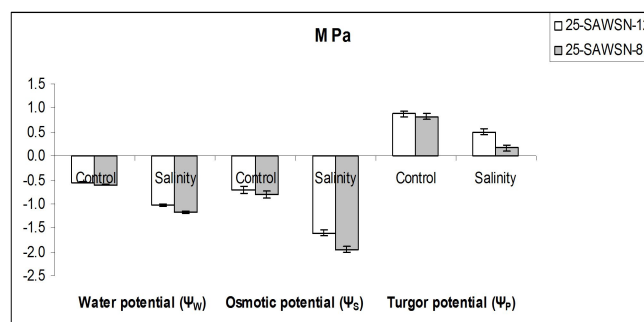 M Pa
25-SAWSN-12
25-SAWSN-8
1.5
1.0
0.5
0.0
-0.5
-1.0
-1.5
-2.0
-2.5
Control Salinity Control Salinity Control Salinity
Water potential (Ψw) Osmotic potential (Ψs) Turgor potential (Ψp)